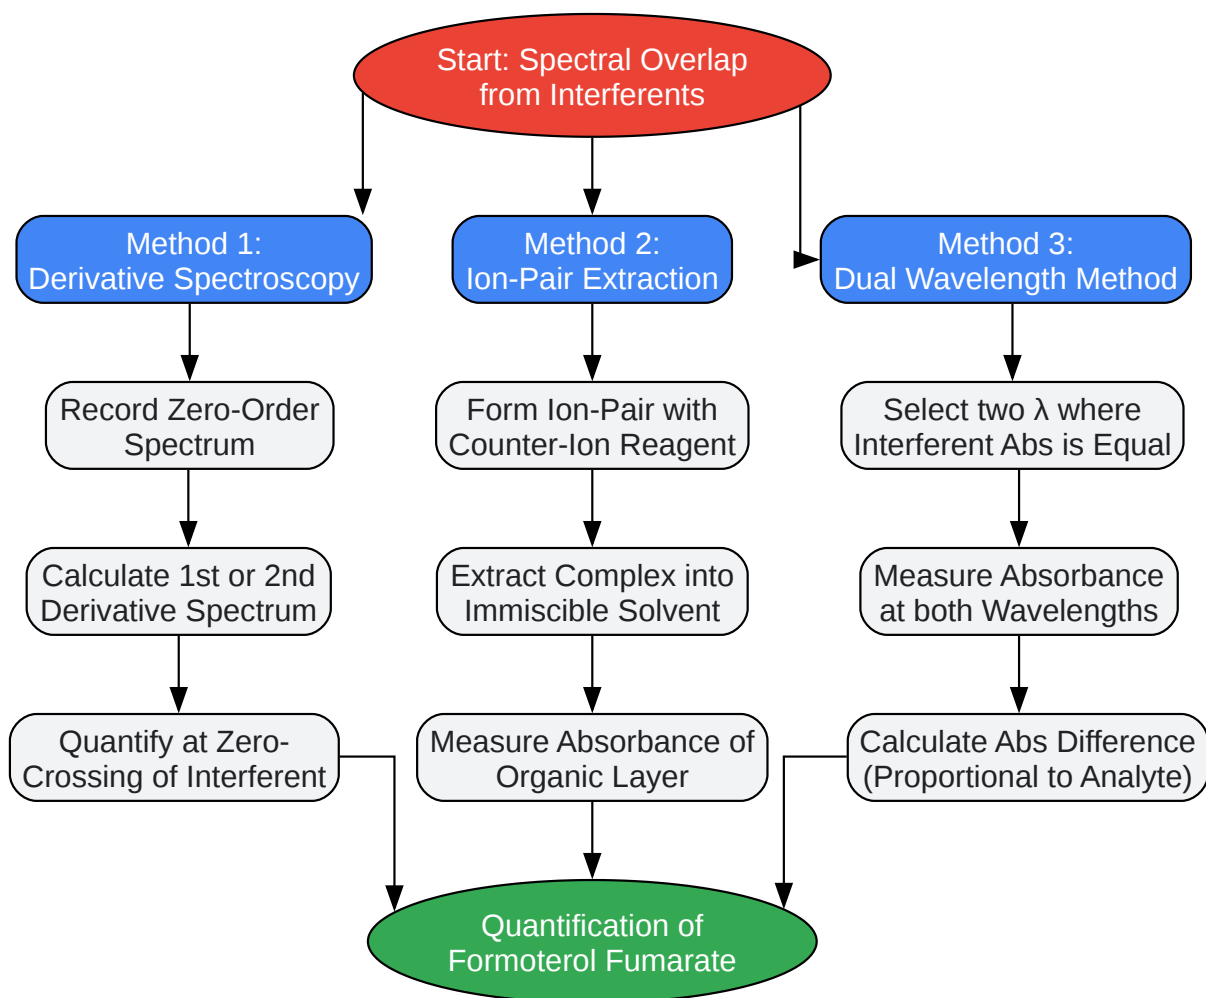 Start: Spectral Overlap
from Interferents
Method 1:
Derivative Spectroscopy
Method 2:
Ion-Pair Extraction
Method 3:
Dual Wavelength Method
Record Zero-Order
Spectrum
Form Ion-Pair with
Counter-Ion Reagent
Select two λ where
Interferent Abs is Equal
Calculate 1st or 2nd
Derivative Spectrum
Extract Complex into
Immiscible Solvent
Measure Absorbance
at both Wavelengths
Quantify at Zero-
Crossing of Interferent
Measure Absorbance of
Organic Layer
Calculate Abs Difference
(Proportional to Analyte)
Quantification of
Formoterol Fumarate